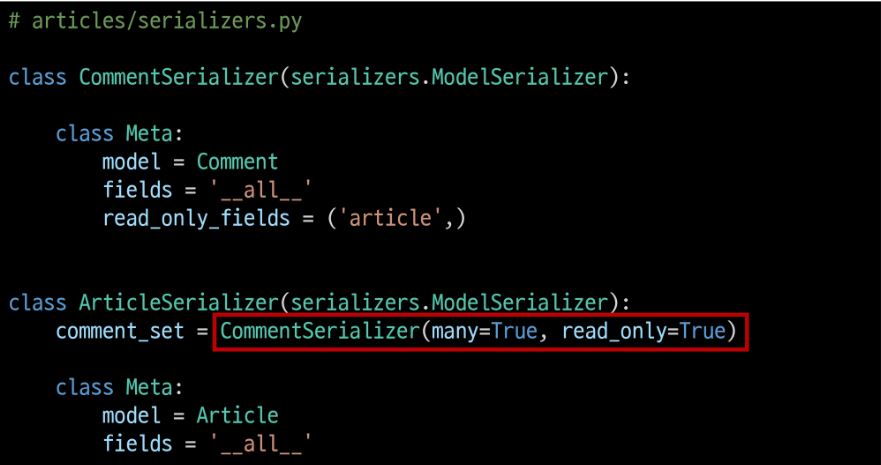 # articles/serializers.py
class CommentSerializer(serializers.ModelSerializer):
    class Meta:
        model = Comment
        fields = '__all__'
        read_only_fields = ('article',)
class ArticleSerializer(serializers.ModelSerializer):
    comment_set = CommentSerializer(many=True, read_only=True)
    class Meta:
        model = Article
        fields = '__all__'